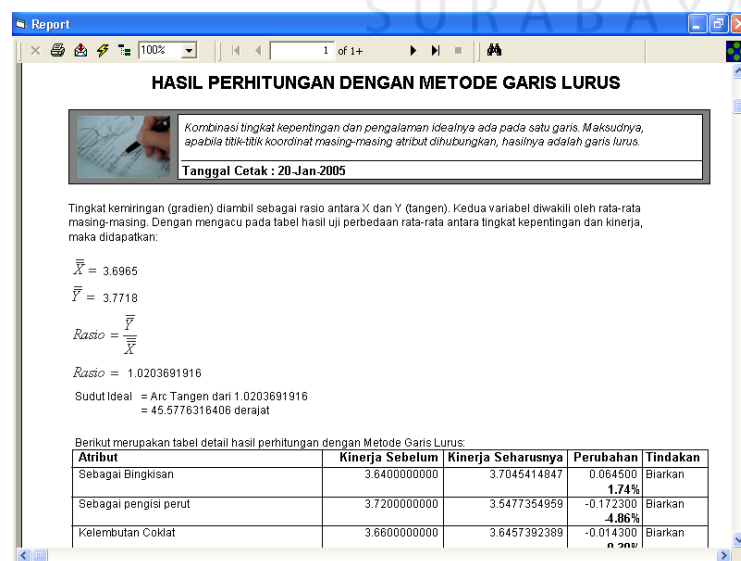 SURABAYA
Report
100%
1 of 1+
HASIL PERHITUNGAN DENGAN METODE GARIS LURUS
Kombinasi tingkat kepentingan dan pengalaman idealnya ada pada satu garis. Maksudnya,
apabila titik-titik koordinat masing-masing atribut dihubungkan, hasilnya adalah garis lurus.
Tanggal Cetak : 20-Jan-2005
Tingkat kemiringan (gradien) diambil sebagai rasio antara X dan Y (tangen). Kedua variabel diwakili oleh rata-rata
masing-masing. Dengan mengacu pada tabel hasil uji perbedaan rata-rata antara tingkat kepentingan dan kinerja,
maka didapatkan:
X̿ = 3.6965
Y̿ = 3.7718
Rasio = Y̿ / X̿
Rasio = 1.0203691916
Sudut Ideal = Arc Tangen dari 1.0203691916
= 45.5776316406 derajat
Berikut merupakan tabel detail hasil perhitungan dengan Metode Garis Lurus:
Atribut Kinerja Sebelum Kinerja Seharusnya Perubahan Tindakan
Sebagai Bingkisan 3.6400000000 3.7045414847 0.064500 Biarkan
1.74%
Sebagai pengisi perut 3.7200000000 3.5477354959 -0.172300 Biarkan
-4.86%
Kelembutan Coklat 3.6600000000 3.6457392389 -0.014300 Biarkan